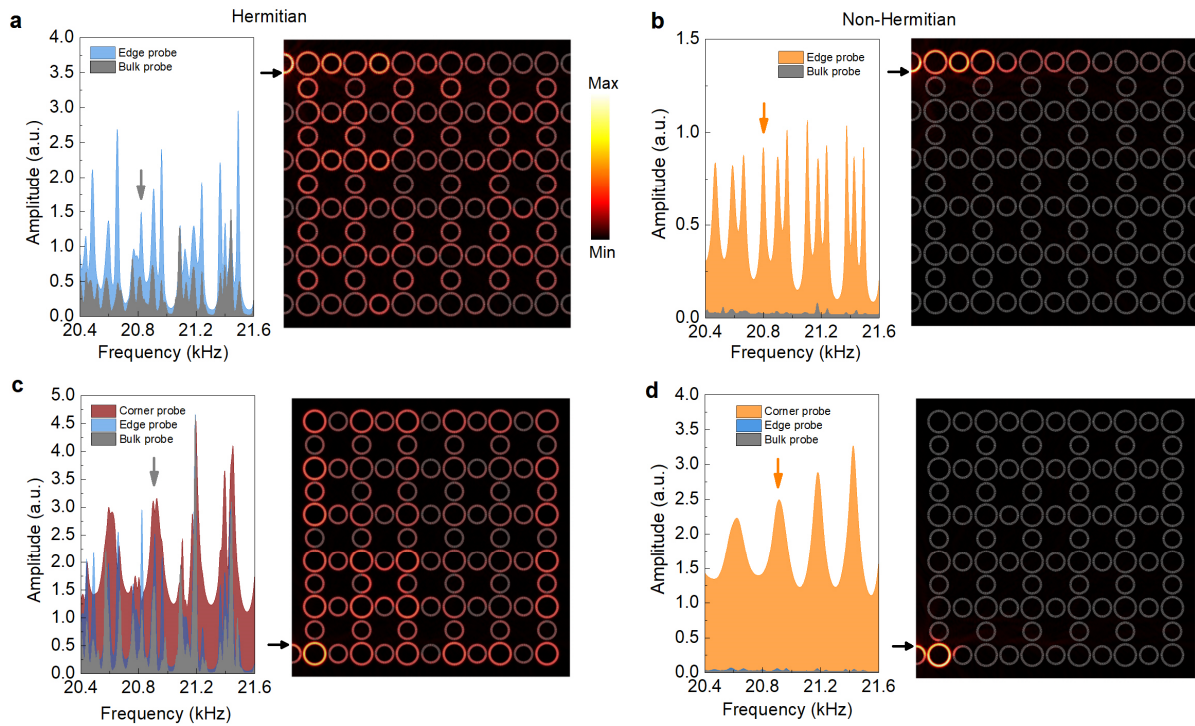 Hermitian
Non-Hermitian
a
Amplitude (a.u.)
4.0
3.5
3.0
2.5
2.0
1.5
1.0
0.5
0.0
Edge probe
Bulk probe
20.4 20.8 21.2 21.6
Frequency (kHz)
Max
Min
b
Amplitude (a.u.)
1.5
1.0
0.5
0.0
Edge probe
Bulk probe
20.4 20.8 21.2 21.6
Frequency (kHz)
c
Amplitude (a.u.)
5.0
4.5
4.0
3.5
3.0
2.5
2.0
1.5
1.0
0.5
0.0
Corner probe
Edge probe
Bulk probe
20.4 20.8 21.2 21.6
Frequency (kHz)
d
Amplitude (a.u.)
4.0
3.5
3.0
2.5
2.0
1.5
1.0
0.5
0.0
Corner probe
Edge probe
Bulk probe
20.4 20.8 21.2 21.6
Frequency (kHz)